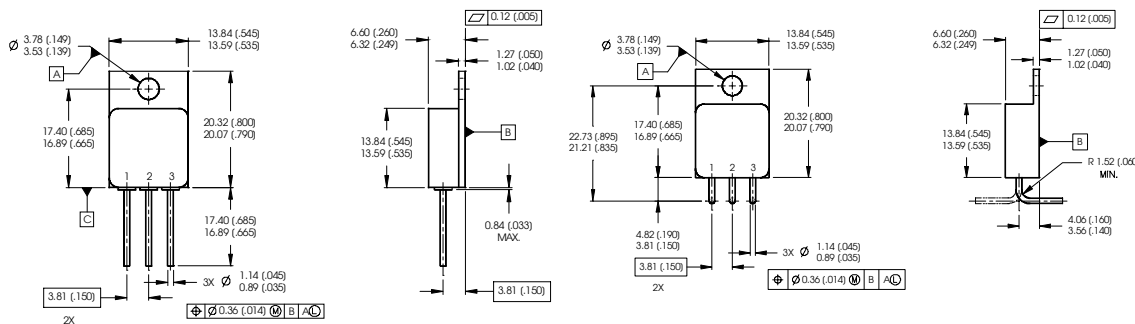 0.12 (.005)
Ø 3.78 (.149)
3.53 (.139)
13.84 (.545)
13.59 (.535)
6.60 (.260)
6.32 (.249)
1.27 (.050)
1.02 (.040)
A
17.40 (.685)
16.89 (.665)
20.32 (.800)
20.07 (.790)
13.84 (.545)
13.59 (.535)
B
1 2 3
C
17.40 (.685)
16.89 (.665)
0.84 (.033)
MAX.
3X Ø 1.14 (.045)
0.89 (.035)
3.81 (.150)
2X
⌖ Ø 0.36 (.014) Ⓜ B A Ⓛ
3.81 (.150)
Ø 3.78 (.149)
3.53 (.139)
13.84 (.545)
13.59 (.535)
A
22.73 (.895)
21.21 (.835)
17.40 (.685)
16.89 (.665)
20.32 (.800)
20.07 (.790)
1 2 3
4.82 (.190)
3.81 (.150)
3.81 (.150)
2X
3X Ø 1.14 (.045)
0.89 (.035)
⌖ Ø 0.36 (.014) Ⓜ B A Ⓛ
0.12 (.005)
6.60 (.260)
6.32 (.249)
1.27 (.050)
1.02 (.040)
13.84 (.545)
13.59 (.535)
B
R 1.52 (.06
MIN.
4.06 (.160)
3.56 (.140)